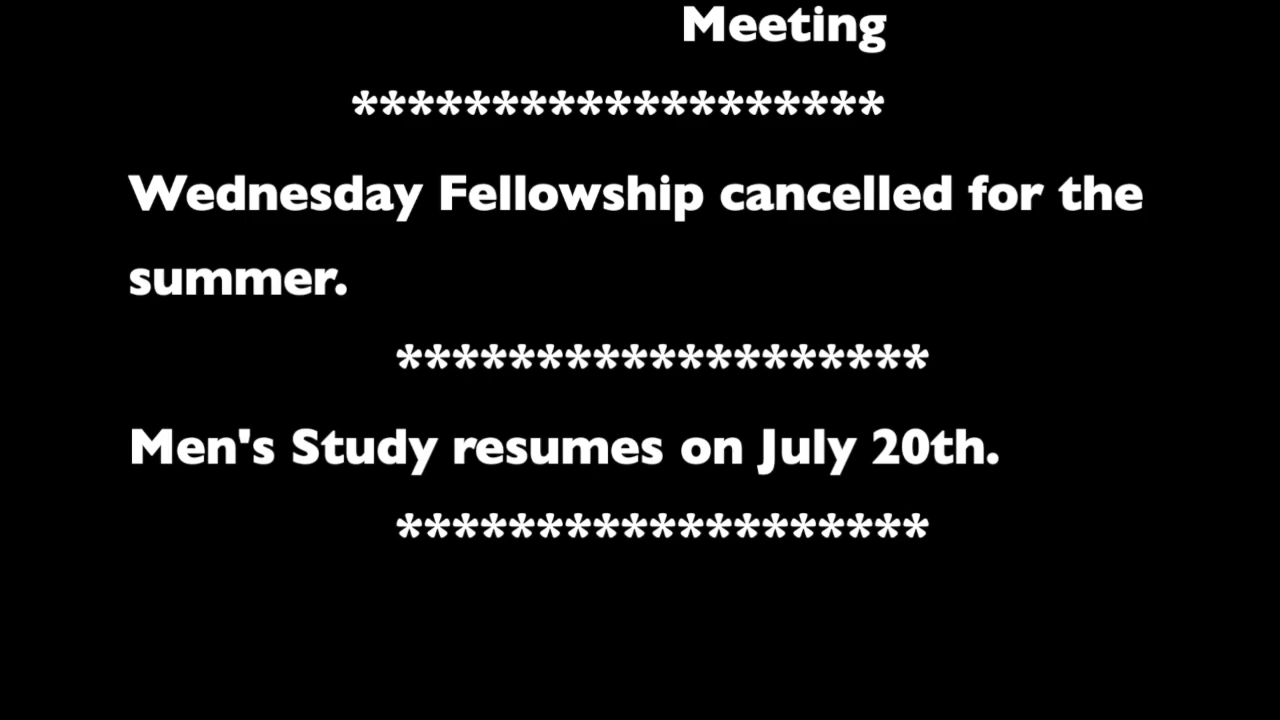 Meeting
*******************
Wednesday Fellowship cancelled for the
summer.
*******************
Men's Study resumes on July 20th.
*******************